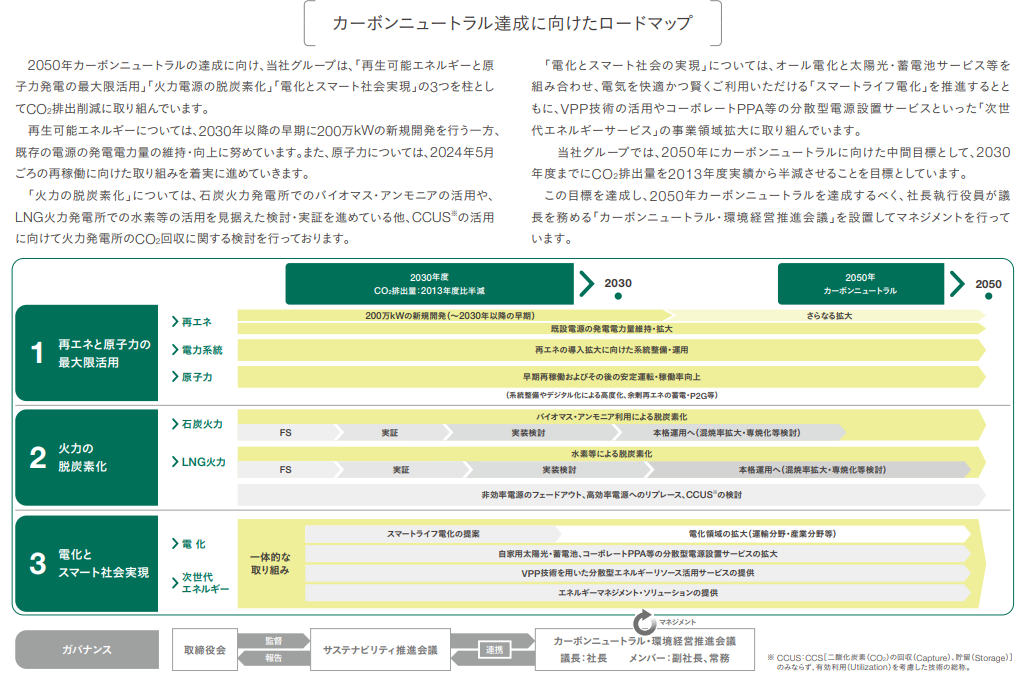 カーボンニュートラル達成に向けたロードマップ
2050年カーボンニュートラルの達成に向け、当社グループは、「再生可能エネルギーと原
子力発電の最大限活用」「火力電源の脱炭素化」「電化とスマート社会実現」の3つを柱とし
てCO₂排出削減に取り組んでいます。
再生可能エネルギーについては、2030年以降の早期に200万kWの新規開発を行う一方、
既存の電源の発電電力量の維持・向上に努めています。また、原子力については、2024年5月
ごろの再稼働に向けた取り組みを着実に進めていきます。
「火力の脱炭素化」については、石炭火力発電所でのバイオマス・アンモニアの活用や、
LNG火力発電所での水素等の活用を見据えた検討・実証を進めている他、CCUS※の活用
に向けて火力発電所のCO₂回収に関する検討を行っております。
「電化とスマート社会の実現」については、オール電化と太陽光・蓄電池サービス等を
組み合わせ、電気を快適かつ賢くご利用いただける「スマートライフ電化」を推進するとと
もに、VPP技術の活用やコーポレートPPA等の分散型電源設置サービスといった「次世
代エネルギーサービス」の事業領域拡大に取り組んでいます。
当社グループでは、2050年にカーボンニュートラルに向けた中間目標として、2030
年度までにCO₂排出量を2013年度実績から半減させることを目標としています。
この目標を達成し、2050年カーボンニュートラルを達成するべく、社長執行役員が議
長を務める「カーボンニュートラル・環境経営推進会議」を設置してマネジメントを行って
います。
2030年度
CO₂排出量:2013年度比半減
2030
2050年
カーボンニュートラル
2050
1 再エネと原子力の
最大限活用
再エネ
200万kWの新規開発(〜2030年以降の早期)
さらなる拡大
既設電源の発電電力量維持・拡大
電力系統
再エネの導入拡大に向けた系統整備・運用
原子力
早期再稼働およびその後の安定運転・稼働率向上
(系統整備やデジタル化による高度化、余剰再エネの蓄電・P2G等)
2 火力の
脱炭素化
石炭火力
バイオマス・アンモニア利用による脱炭素化
FS 実証 実装検討 本格運用へ(混焼率拡大・専焼化等検討)
LNG火力
水素等による脱炭素化
FS 実証 実装検討 本格運用へ(混焼率拡大・専焼化等検討)
非効率電源のフェードアウト、高効率電源へのリプレース、CCUS※の検討
3 電化と
スマート社会実現
電 化
次世代
エネルギー
一体的な
取り組み
スマートライフ電化の提案 電化領域の拡大(運輸分野・産業分野等)
自家用太陽光・蓄電池、コーポレートPPA等の分散型電源設置サービスの拡大
VPP技術を用いた分散型エネルギーリソース活用サービスの提供
エネルギーマネジメント・ソリューションの提供
マネジメント
ガバナンス
取締役会
監督
報告
サステナビリティ推進会議
連携
カーボンニュートラル・環境経営推進会議
議長:社長 メンバー:副社長、常務
※ CCUS:CCS[二酸化炭素(CO₂)の回収(Capture)、貯留(Storage)]
のみならず、有効利用(Utilization)を考慮した技術の総称。